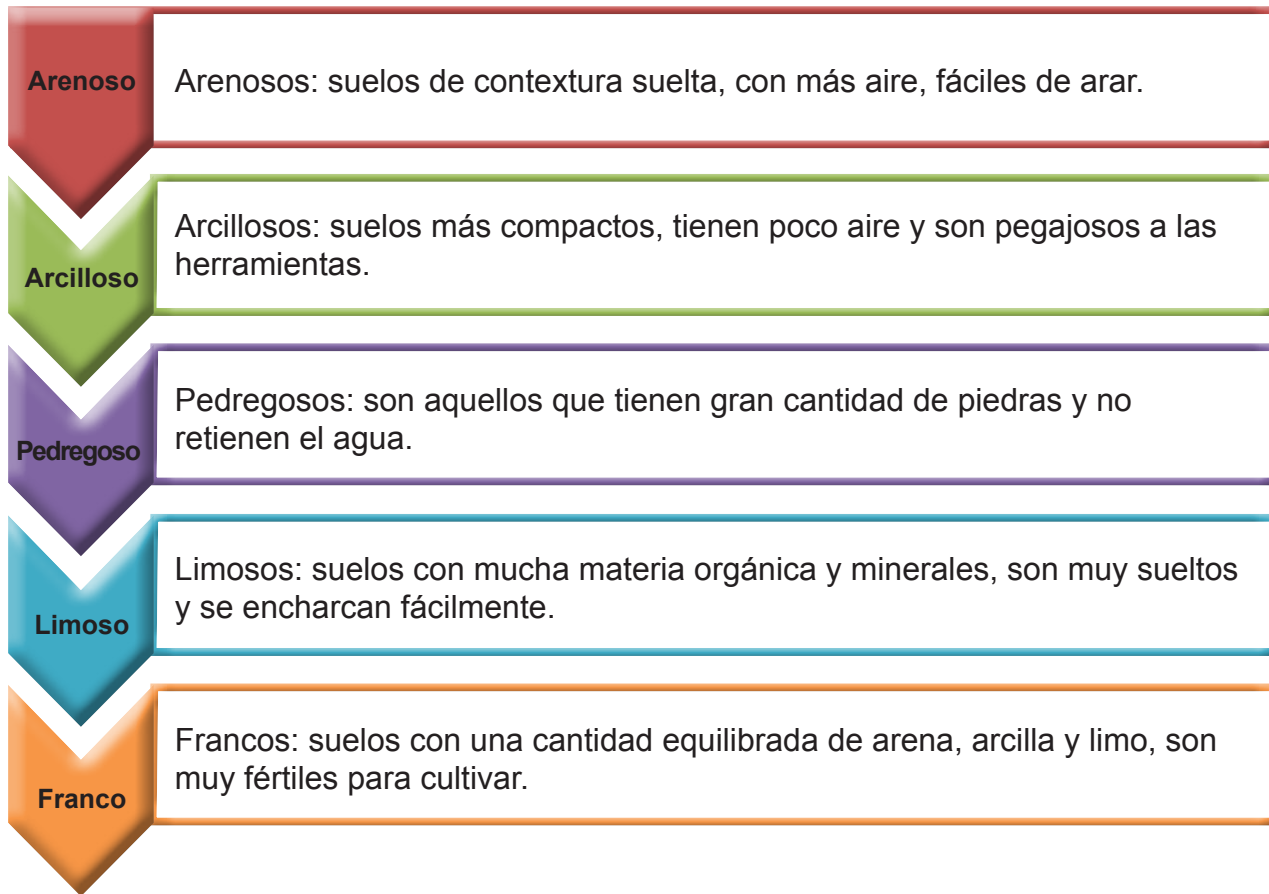 Arenoso
Arenosos: suelos de contextura suelta, con más aire, fáciles de arar.
Arcilloso
Arcillosos: suelos más compactos, tienen poco aire y son pegajosos a las
herramientas.
Pedregoso
Pedregosos: son aquellos que tienen gran cantidad de piedras y no
retienen el agua.
Limoso
Limosos: suelos con mucha materia orgánica y minerales, son muy sueltos
y se encharcan fácilmente.
Franco
Francos: suelos con una cantidad equilibrada de arena, arcilla y limo, son
muy fértiles para cultivar.